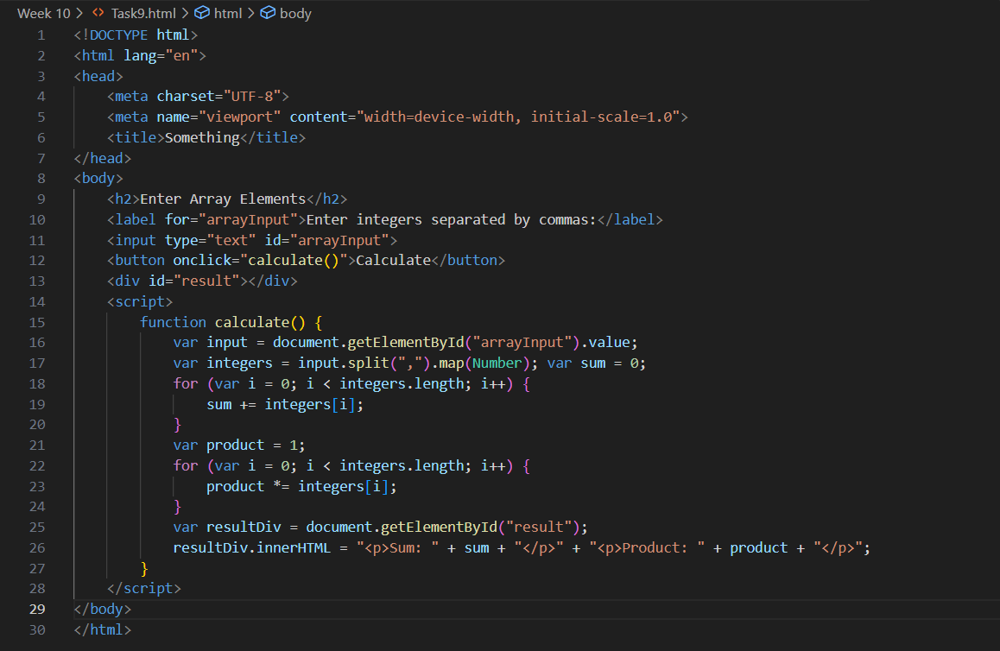 Week 10 > <> Task9.html > html > body
1 <!DOCTYPE html>
2 <html lang="en">
3 <head>
4     <meta charset="UTF-8">
5     <meta name="viewport" content="width=device-width, initial-scale=1.0">
6     <title>Something</title>
7 </head>
8 <body>
9     <h2>Enter Array Elements</h2>
10     <label for="arrayInput">Enter integers separated by commas:</label>
11     <input type="text" id="arrayInput">
12     <button onclick="calculate()">Calculate</button>
13     <div id="result"></div>
14     <script>
15         function calculate() {
16             var input = document.getElementById("arrayInput").value;
17             var integers = input.split(",").map(Number); var sum = 0;
18             for (var i = 0; i < integers.length; i++) {
19                 sum += integers[i];
20             }
21             var product = 1;
22             for (var i = 0; i < integers.length; i++) {
23                 product *= integers[i];
24             }
25             var resultDiv = document.getElementById("result");
26             resultDiv.innerHTML = "<p>Sum: " + sum + "</p>" + "<p>Product: " + product + "</p>";
27         }
28     </script>
29 </body>
30 </html>